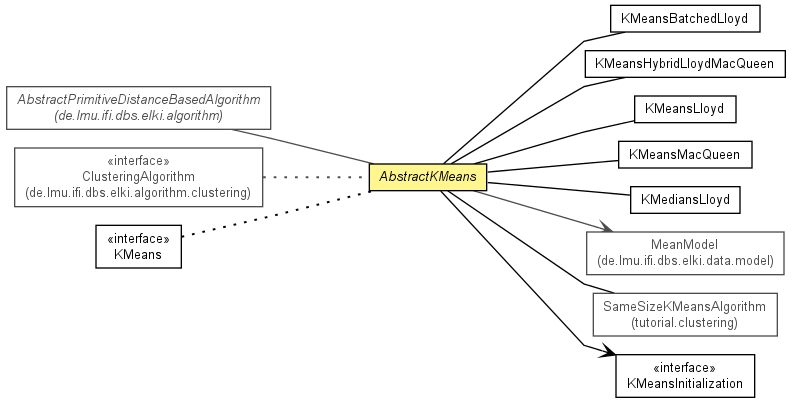 AbstractPrimitiveDistanceBasedAlgorithm
(de.lmu.ifi.dbs.elki.algorithm)
«interface»
ClusteringAlgorithm
(de.lmu.ifi.dbs.elki.algorithm.clustering)
«interface»
KMeans
AbstractKMeans
KMeansBatchedLloyd
KMeansHybridLloydMacQueen
KMeansLloyd
KMeansMacQueen
KMediansLloyd
MeanModel
(de.lmu.ifi.dbs.elki.data.model)
SameSizeKMeansAlgorithm
(tutorial.clustering)
«interface»
KMeansInitialization